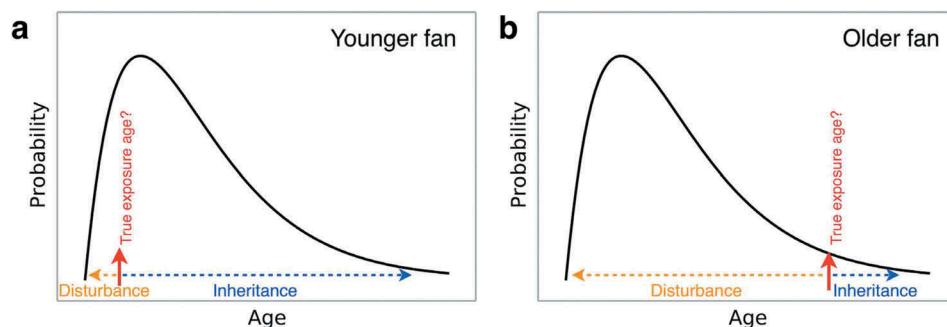 a
Younger fan
Probability
True exposure age?
Disturbance
Inheritance
Age
b
Older fan
Probability
True exposure age?
Disturbance
Inheritance
Age